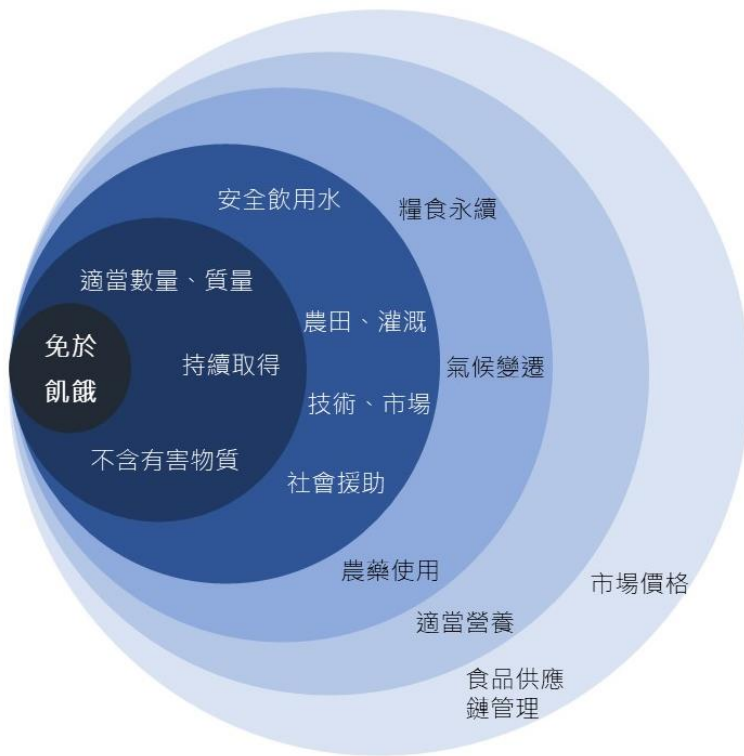 安全飲用水
糧食永續
適當數量、質量
農田、灌溉
免於
飢餓
持續取得
氣候變遷
技術、市場
不含有害物質
社會援助
農藥使用
市場價格
適當營養
食品供應
鏈管理